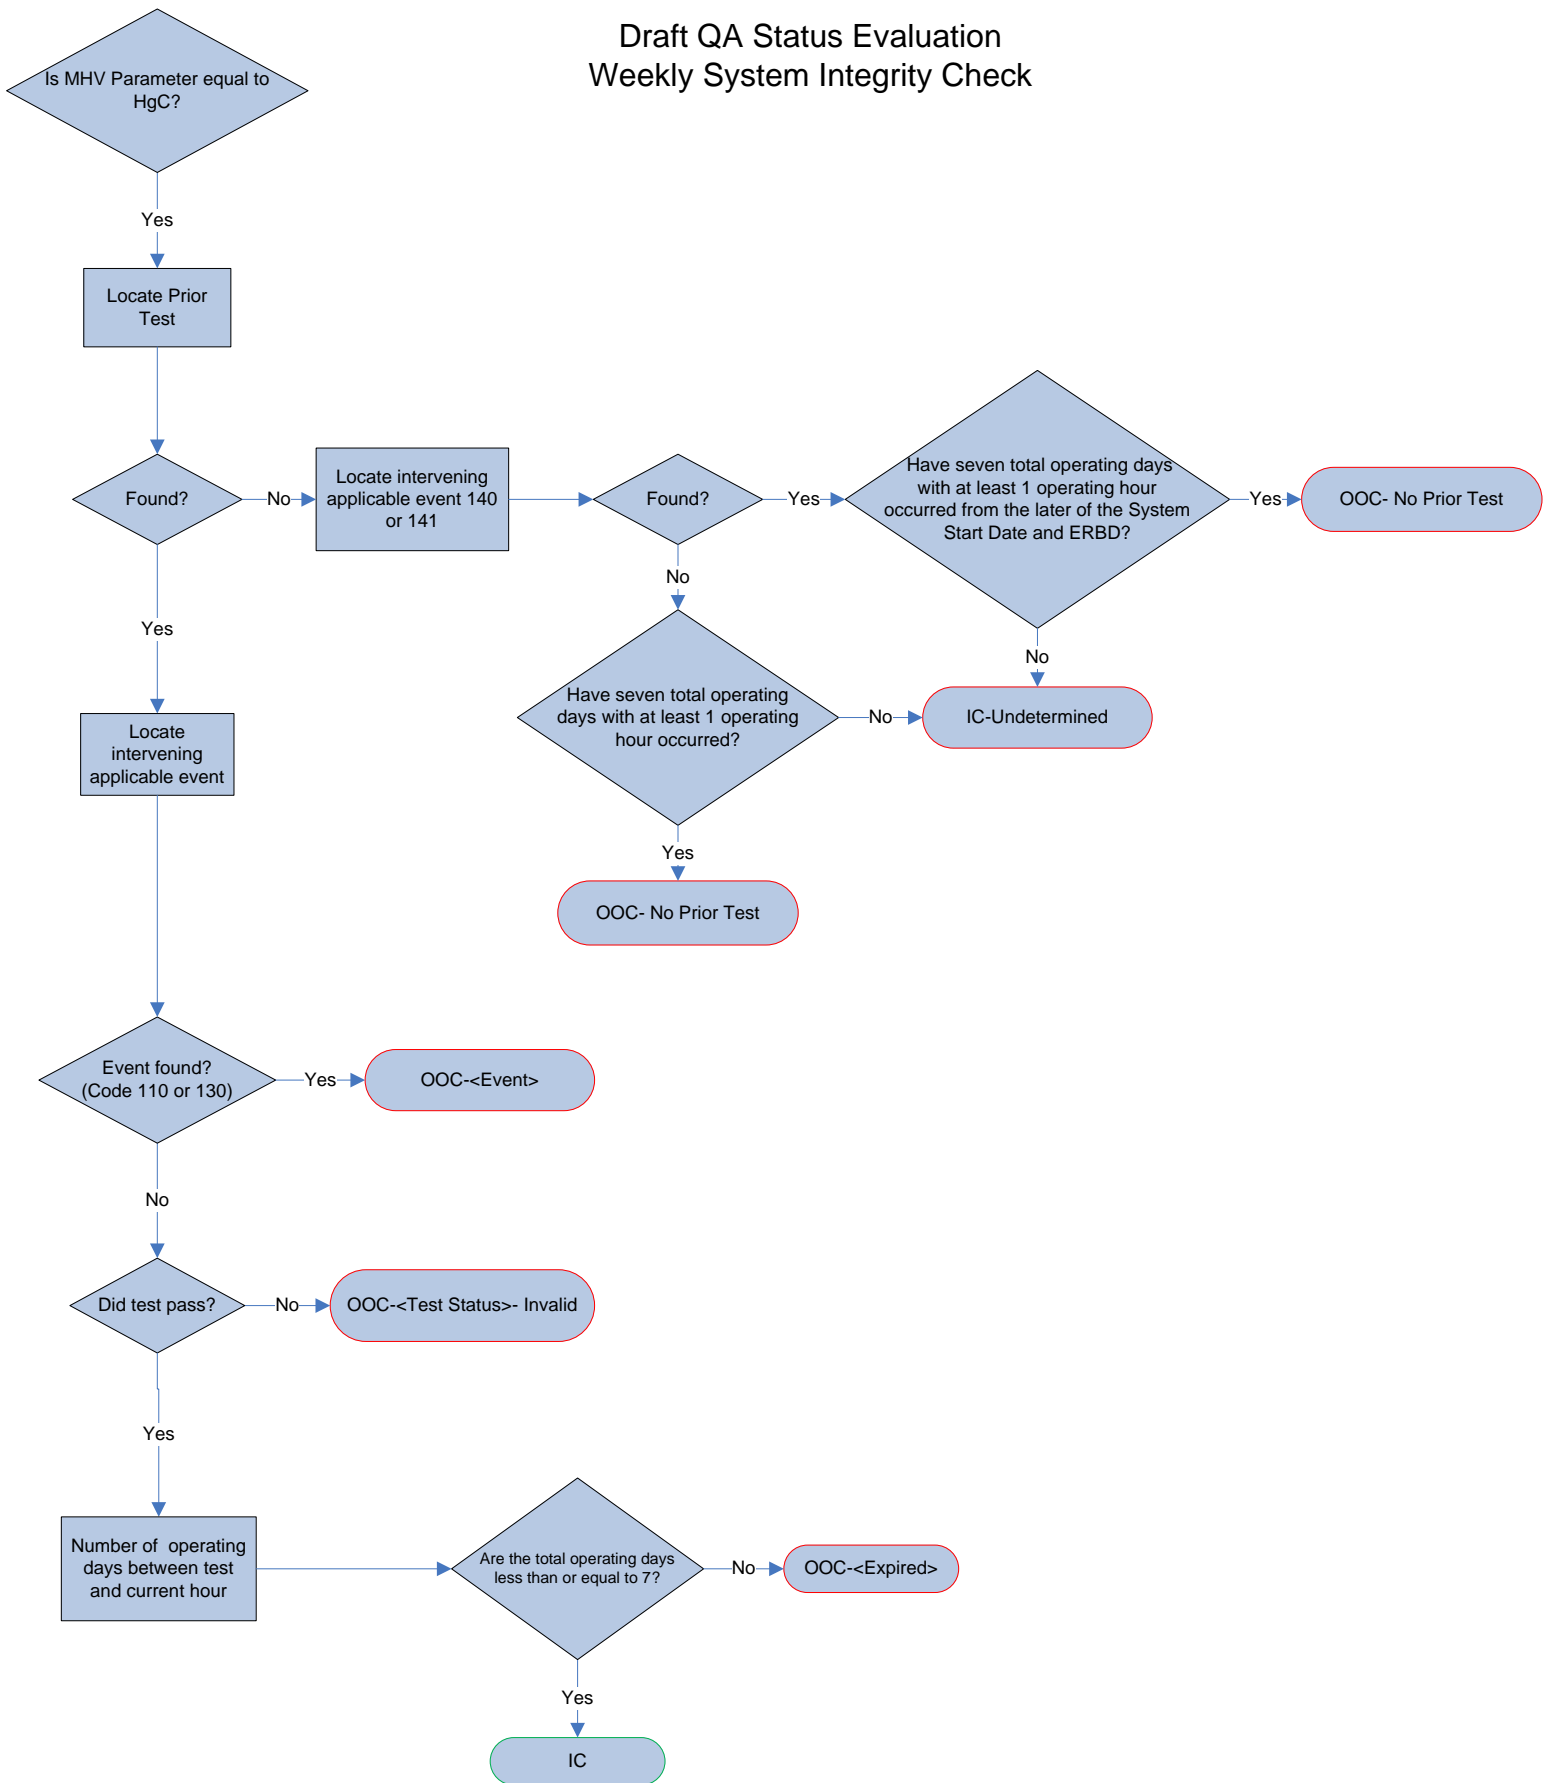 Draft QA Status Evaluation
Weekly System Integrity Check
Is MHV Parameter equal to
HgC?
Yes
Locate Prior
Test
Found?
No
Locate intervening
applicable event 140
or 141
Found?
Yes
Have seven total operating days
with at least 1 operating hour
occurred from the later of the System
Start Date and ERBD?
Yes
OOC- No Prior Test
No
No
Yes
Have seven total operating
days with at least 1 operating
hour occurred?
No
IC-Undetermined
Locate
intervening
applicable event
Yes
OOC- No Prior Test
Event found?
(Code 110 or 130)
Yes
OOC-<Event>
No
Did test pass?
No
OOC-<Test Status>- Invalid
Yes
Number of  operating
days between test
and current hour
Are the total operating days
less than or equal to 7?
No
OOC-<Expired>
Yes
IC